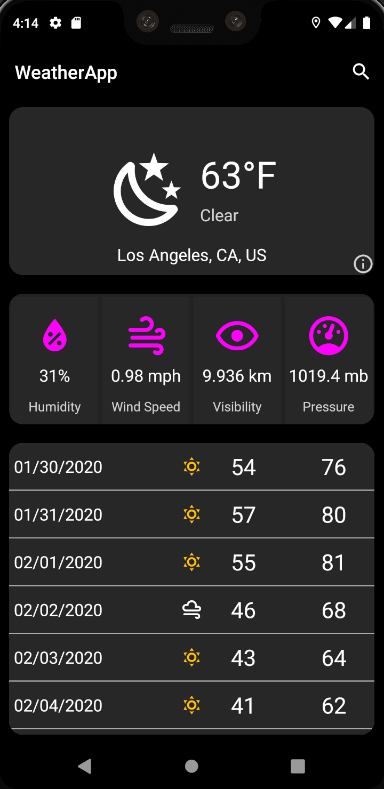 4:14
WeatherApp
63°F
Clear
Los Angeles, CA, US
31% 0.98 mph 9.936 km 1019.4 mb
Humidity Wind Speed Visibility Pressure
01/30/2020 54 76
01/31/2020 57 80
02/01/2020 55 81
02/02/2020 46 68
02/03/2020 43 64
02/04/2020 41 62